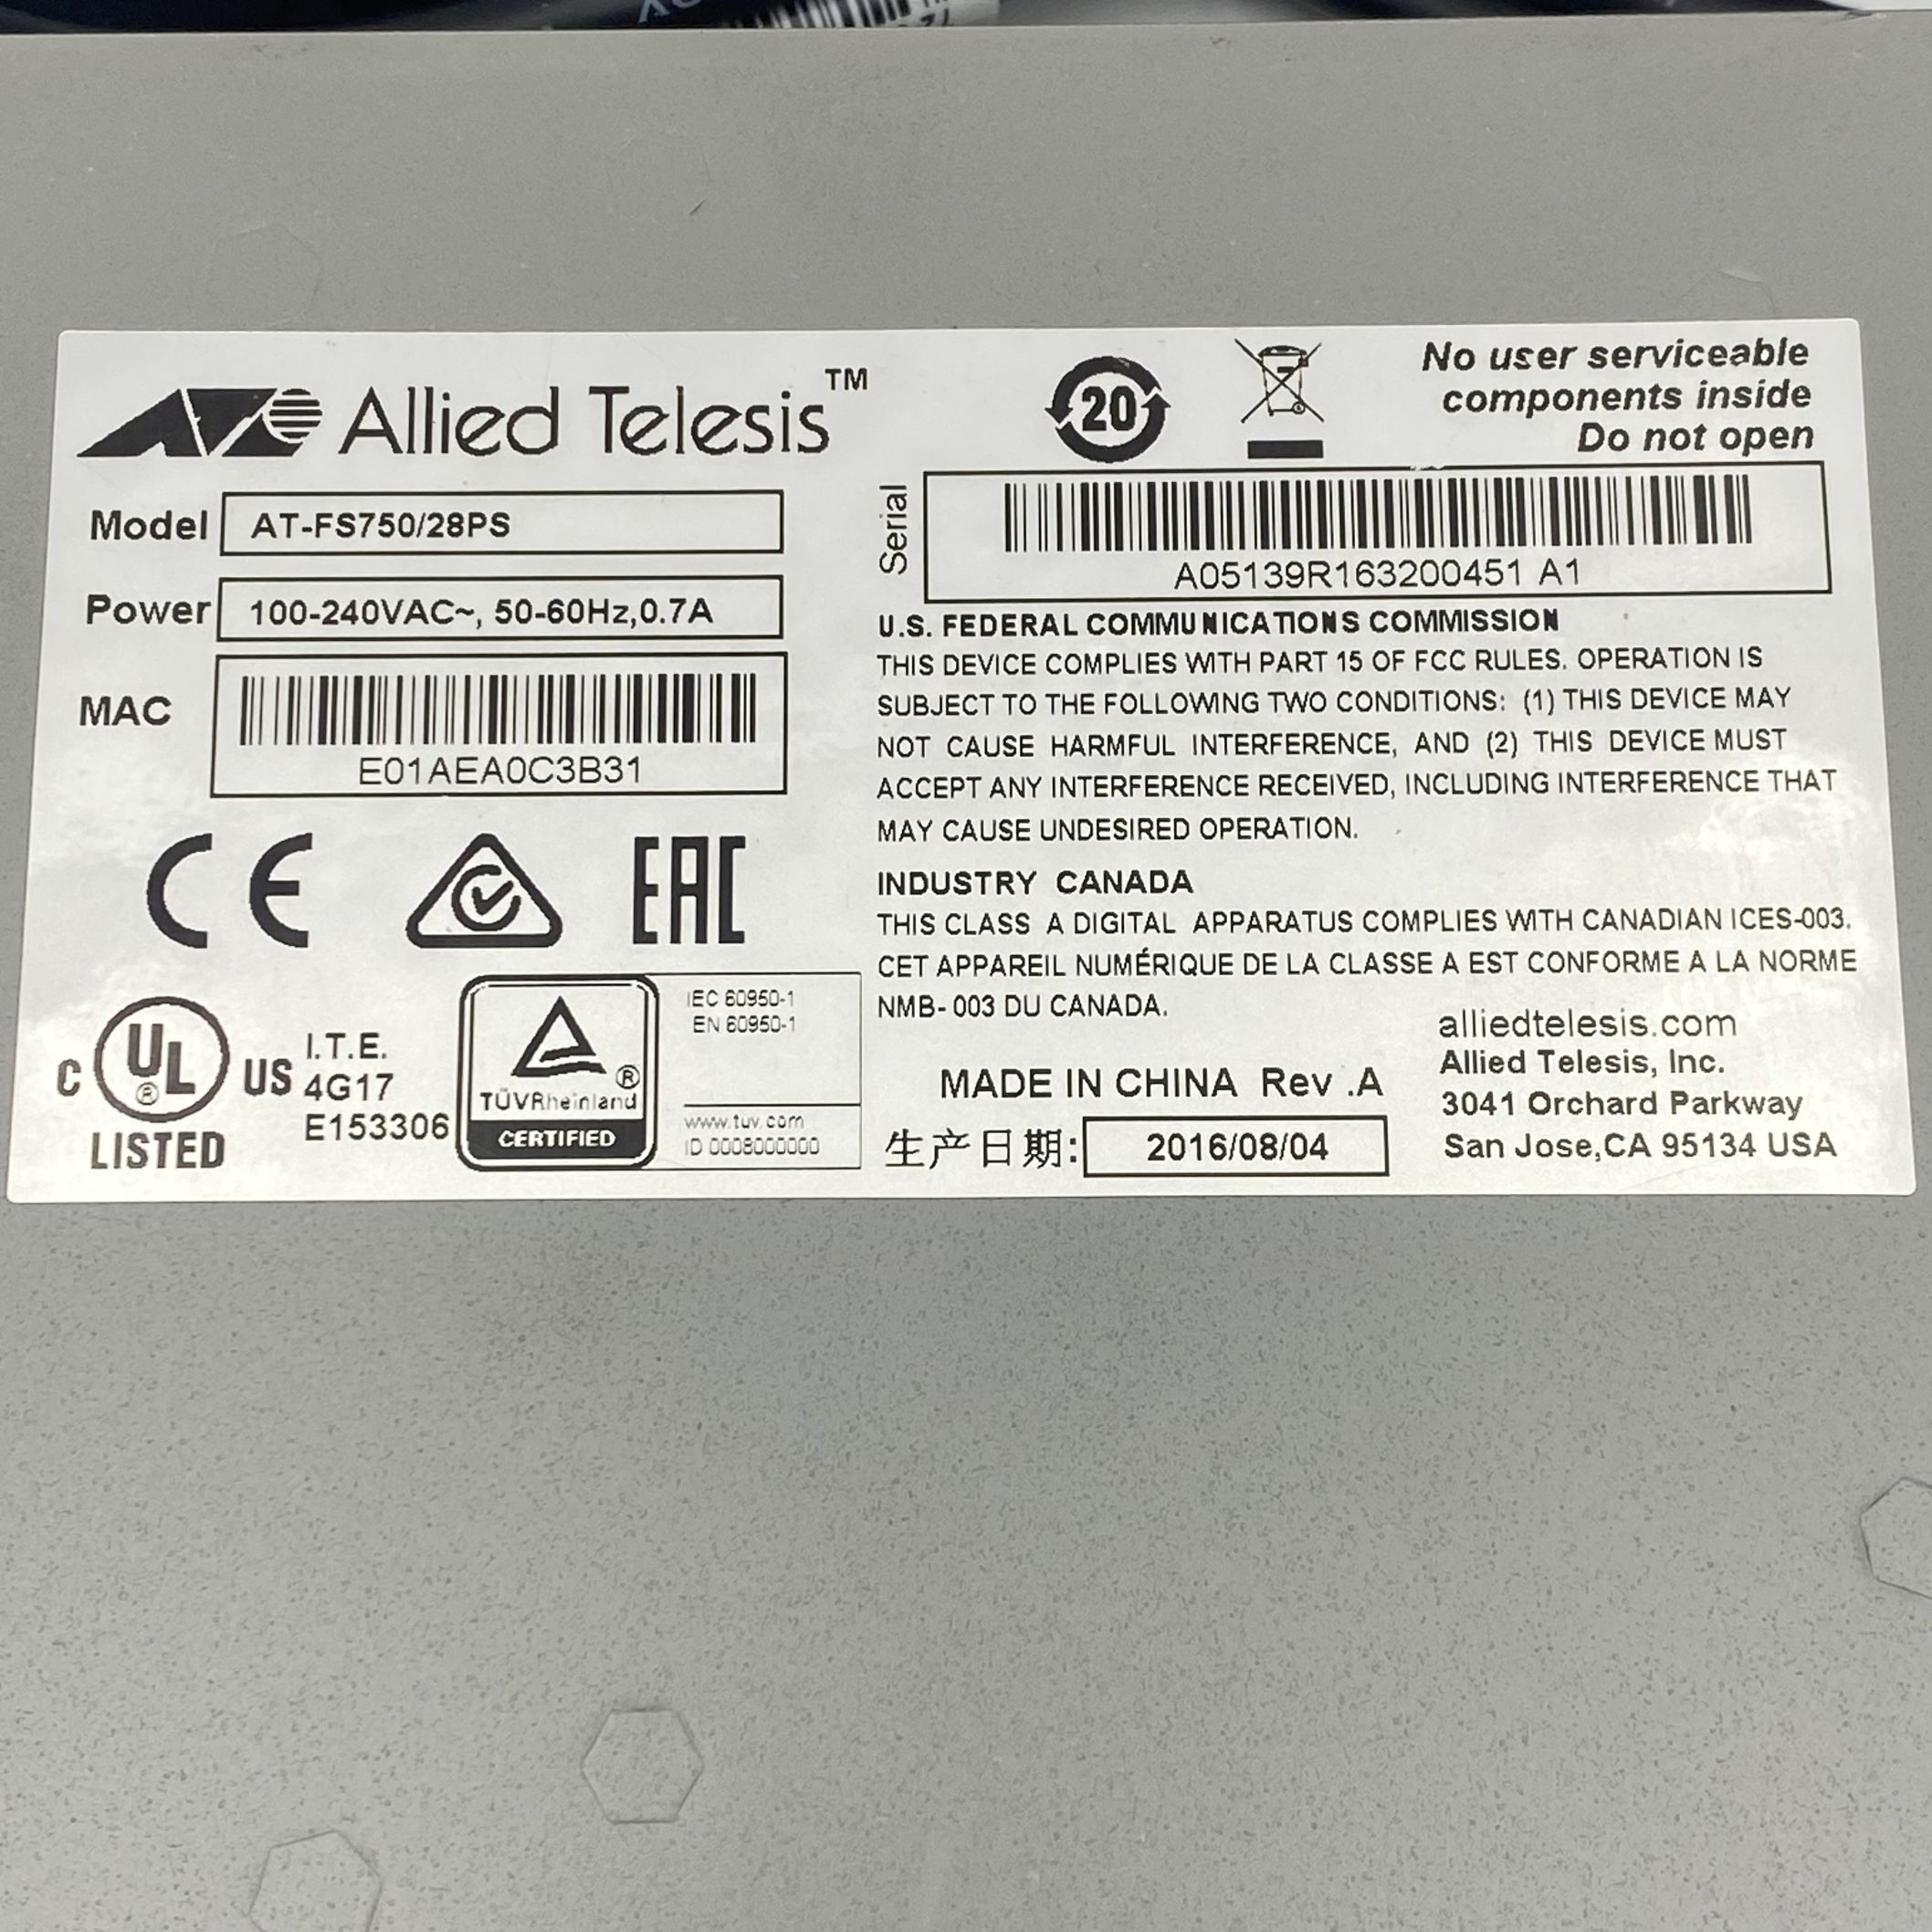 Allied Telesis™
20
No user serviceable
components inside
Do not open
Model AT-FS750/28PS
Power 100-240VAC~, 50-60Hz,0.7A
MAC
E01AEA0C3B31
Serial
A05139R163200451 A1
U.S. FEDERAL COMMUNICATIONS COMMISSION
THIS DEVICE COMPLIES WITH PART 15 OF FCC RULES. OPERATION IS
SUBJECT TO THE FOLLOWING TWO CONDITIONS: (1) THIS DEVICE MAY
NOT CAUSE HARMFUL INTERFERENCE, AND (2) THIS DEVICE MUST
ACCEPT ANY INTERFERENCE RECEIVED, INCLUDING INTERFERENCE THAT
MAY CAUSE UNDESIRED OPERATION.
INDUSTRY CANADA
THIS CLASS A DIGITAL APPARATUS COMPLIES WITH CANADIAN ICES-003.
CET APPAREIL NUMÉRIQUE DE LA CLASSE A EST CONFORME A LA NORME
NMB- 003 DU CANADA.
CE
EAC
C UL® US
LISTED
I.T.E.
4G17
E153306
®
TÜVRheinland
CERTIFIED
IEC 60950-1
EN 60950-1
www.tuv.com
ID 0008000000
MADE IN CHINA Rev .A
生产日期: 2016/08/04
alliedtelesis.com
Allied Telesis, Inc.
3041 Orchard Parkway
San Jose,CA 95134 USA